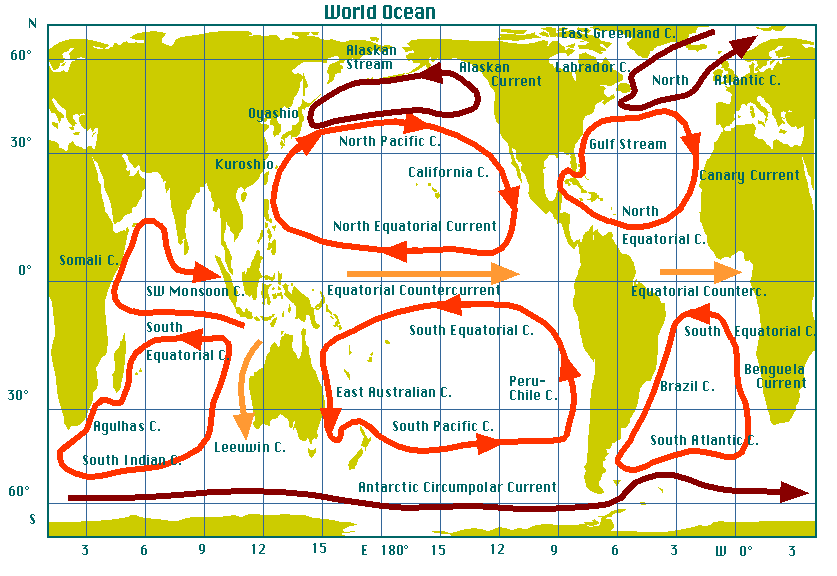 World Ocean
N
East Greenland C.
60°
Alaskan
Stream
Alaskan
Current
Labrador C.
North Atlantic C.
Oyashio
30°
North Pacific C.
Gulf Stream
Kuroshio
California C.
Canary Current
North
Equatorial C.
North Equatorial Current
Somali C.
0°
SW Monsoon C.
Equatorial Countercurrent
Equatorial Counterc.
South
Equatorial C.
South Equatorial C.
South Equatorial C.
Benguela
Current
Peru-
Chile C.
East Australian C.
Brazil C.
30°
Agulhas C.
South Pacific C.
South Atlantic C.
Leeuwin C.
South Indian C.
Antarctic Circumpolar Current
60°
S
3 6 9 12 15 E 180° 15 12 9 6 3 W 0° 3